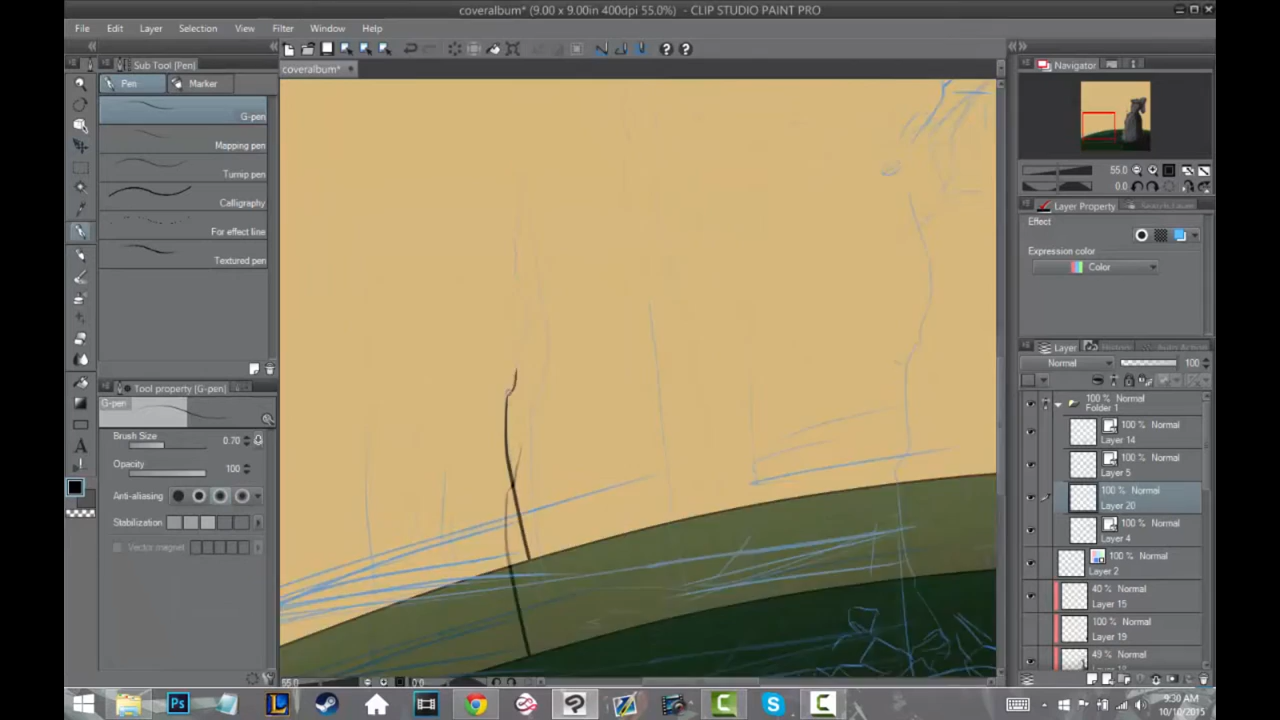 coveralbum* (9.00 x 9.00in 400dpi 55.0%) - CLIP STUDIO PAINT PRO
File Edit Layer Selection View Filter Window Help
Sub Tool [Pen]
Pen Marker
G-pen
Mapping pen
Turnip pen
Calligraphy
For effect line
Textured pen
Tool property [G-pen]
G-pen
Brush Size 0.70
Opacity 100
Anti-aliasing
Stabilization
Vector magnet
coveralbum*
55.0
0.0
Navigator
55.0
0.0
Layer Property
Effect
Expression color
Color
Layer
Normal 100
100 % Normal
Folder 1
100 % Normal
Layer 14
100 % Normal
Layer 5
100 % Normal
Layer 20
100 % Normal
Layer 4
100 % Normal
Layer 2
40 % Normal
Layer 15
100 % Normal
Layer 19
49 % Normal
9:30 AM
10/10/2015